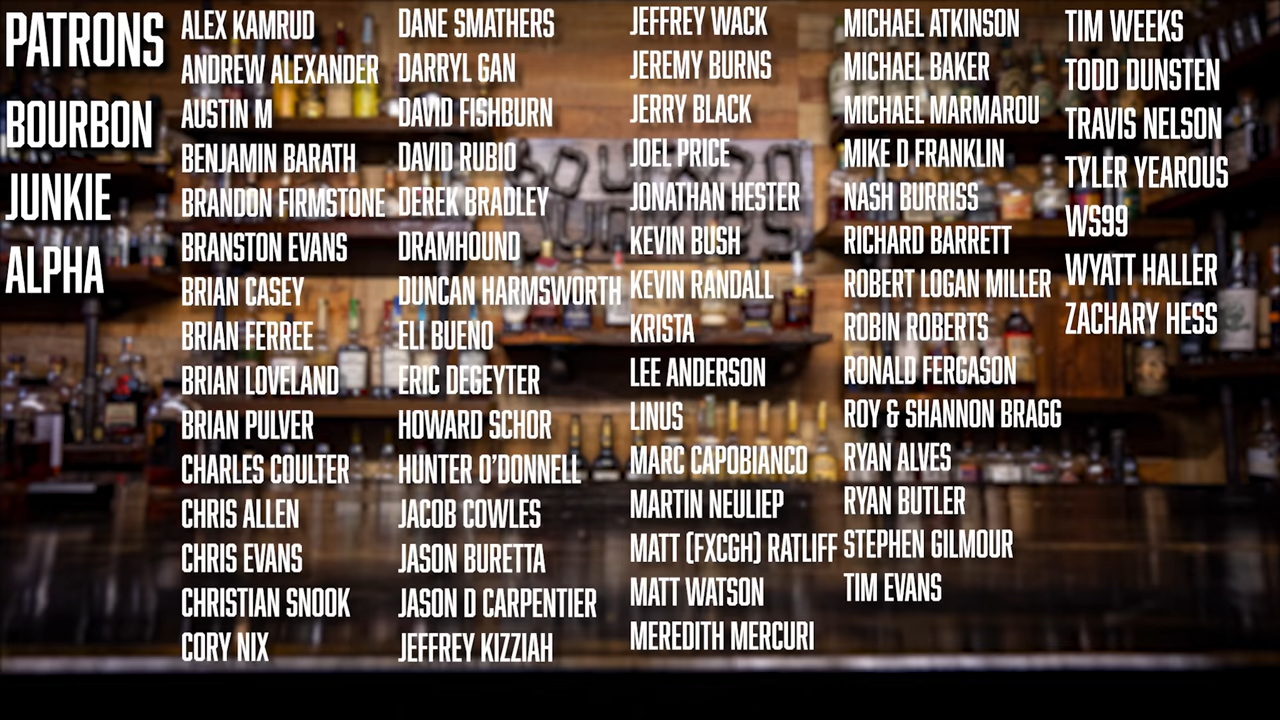 PATRONS
BOURBON
JUNKIE
ALPHA
ALEX KAMRUD
ANDREW ALEXANDER
AUSTIN M
BENJAMIN BARATH
BRANDON FIRMSTONE
BRANSTON EVANS
BRIAN CASEY
BRIAN FERREE
BRIAN LOVELAND
BRIAN PULVER
CHARLES COULTER
CHRIS ALLEN
CHRIS EVANS
CHRISTIAN SNOOK
CORY NIX
DANE SMATHERS
DARRYL GAN
DAVID FISHBURN
DAVID RUBIO
DEREK BRADLEY
DRAMHOUND
DUNCAN HARMSWORTH
ELI BUENO
ERIC DEGEYTER
HOWARD SCHOR
HUNTER O'DONNELL
JACOB COWLES
JASON BURETTA
JASON D CARPENTIER
JEFFREY KIZZIAH
JEFFREY WACK
JEREMY BURNS
JERRY BLACK
JOEL PRICE
JONATHAN HESTER
KEVIN BUSH
KEVIN RANDALL
KRISTA
LEE ANDERSON
LINUS
MARC CAPOBIANCO
MARTIN NEULIEP
MATT (FXCGH) RATLIFF
MATT WATSON
MEREDITH MERCURI
MICHAEL ATKINSON
MICHAEL BAKER
MICHAEL MARMAROU
MIKE D FRANKLIN
NASH BURRISS
RICHARD BARRETT
ROBERT LOGAN MILLER
ROBIN ROBERTS
RONALD FERGASON
ROY & SHANNON BRAGG
RYAN ALVES
RYAN BUTLER
STEPHEN GILMOUR
TIM EVANS
TIM WEEKS
TODD DUNSTEN
TRAVIS NELSON
TYLER YEAROUS
WS99
WYATT HALLER
ZACHARY HESS